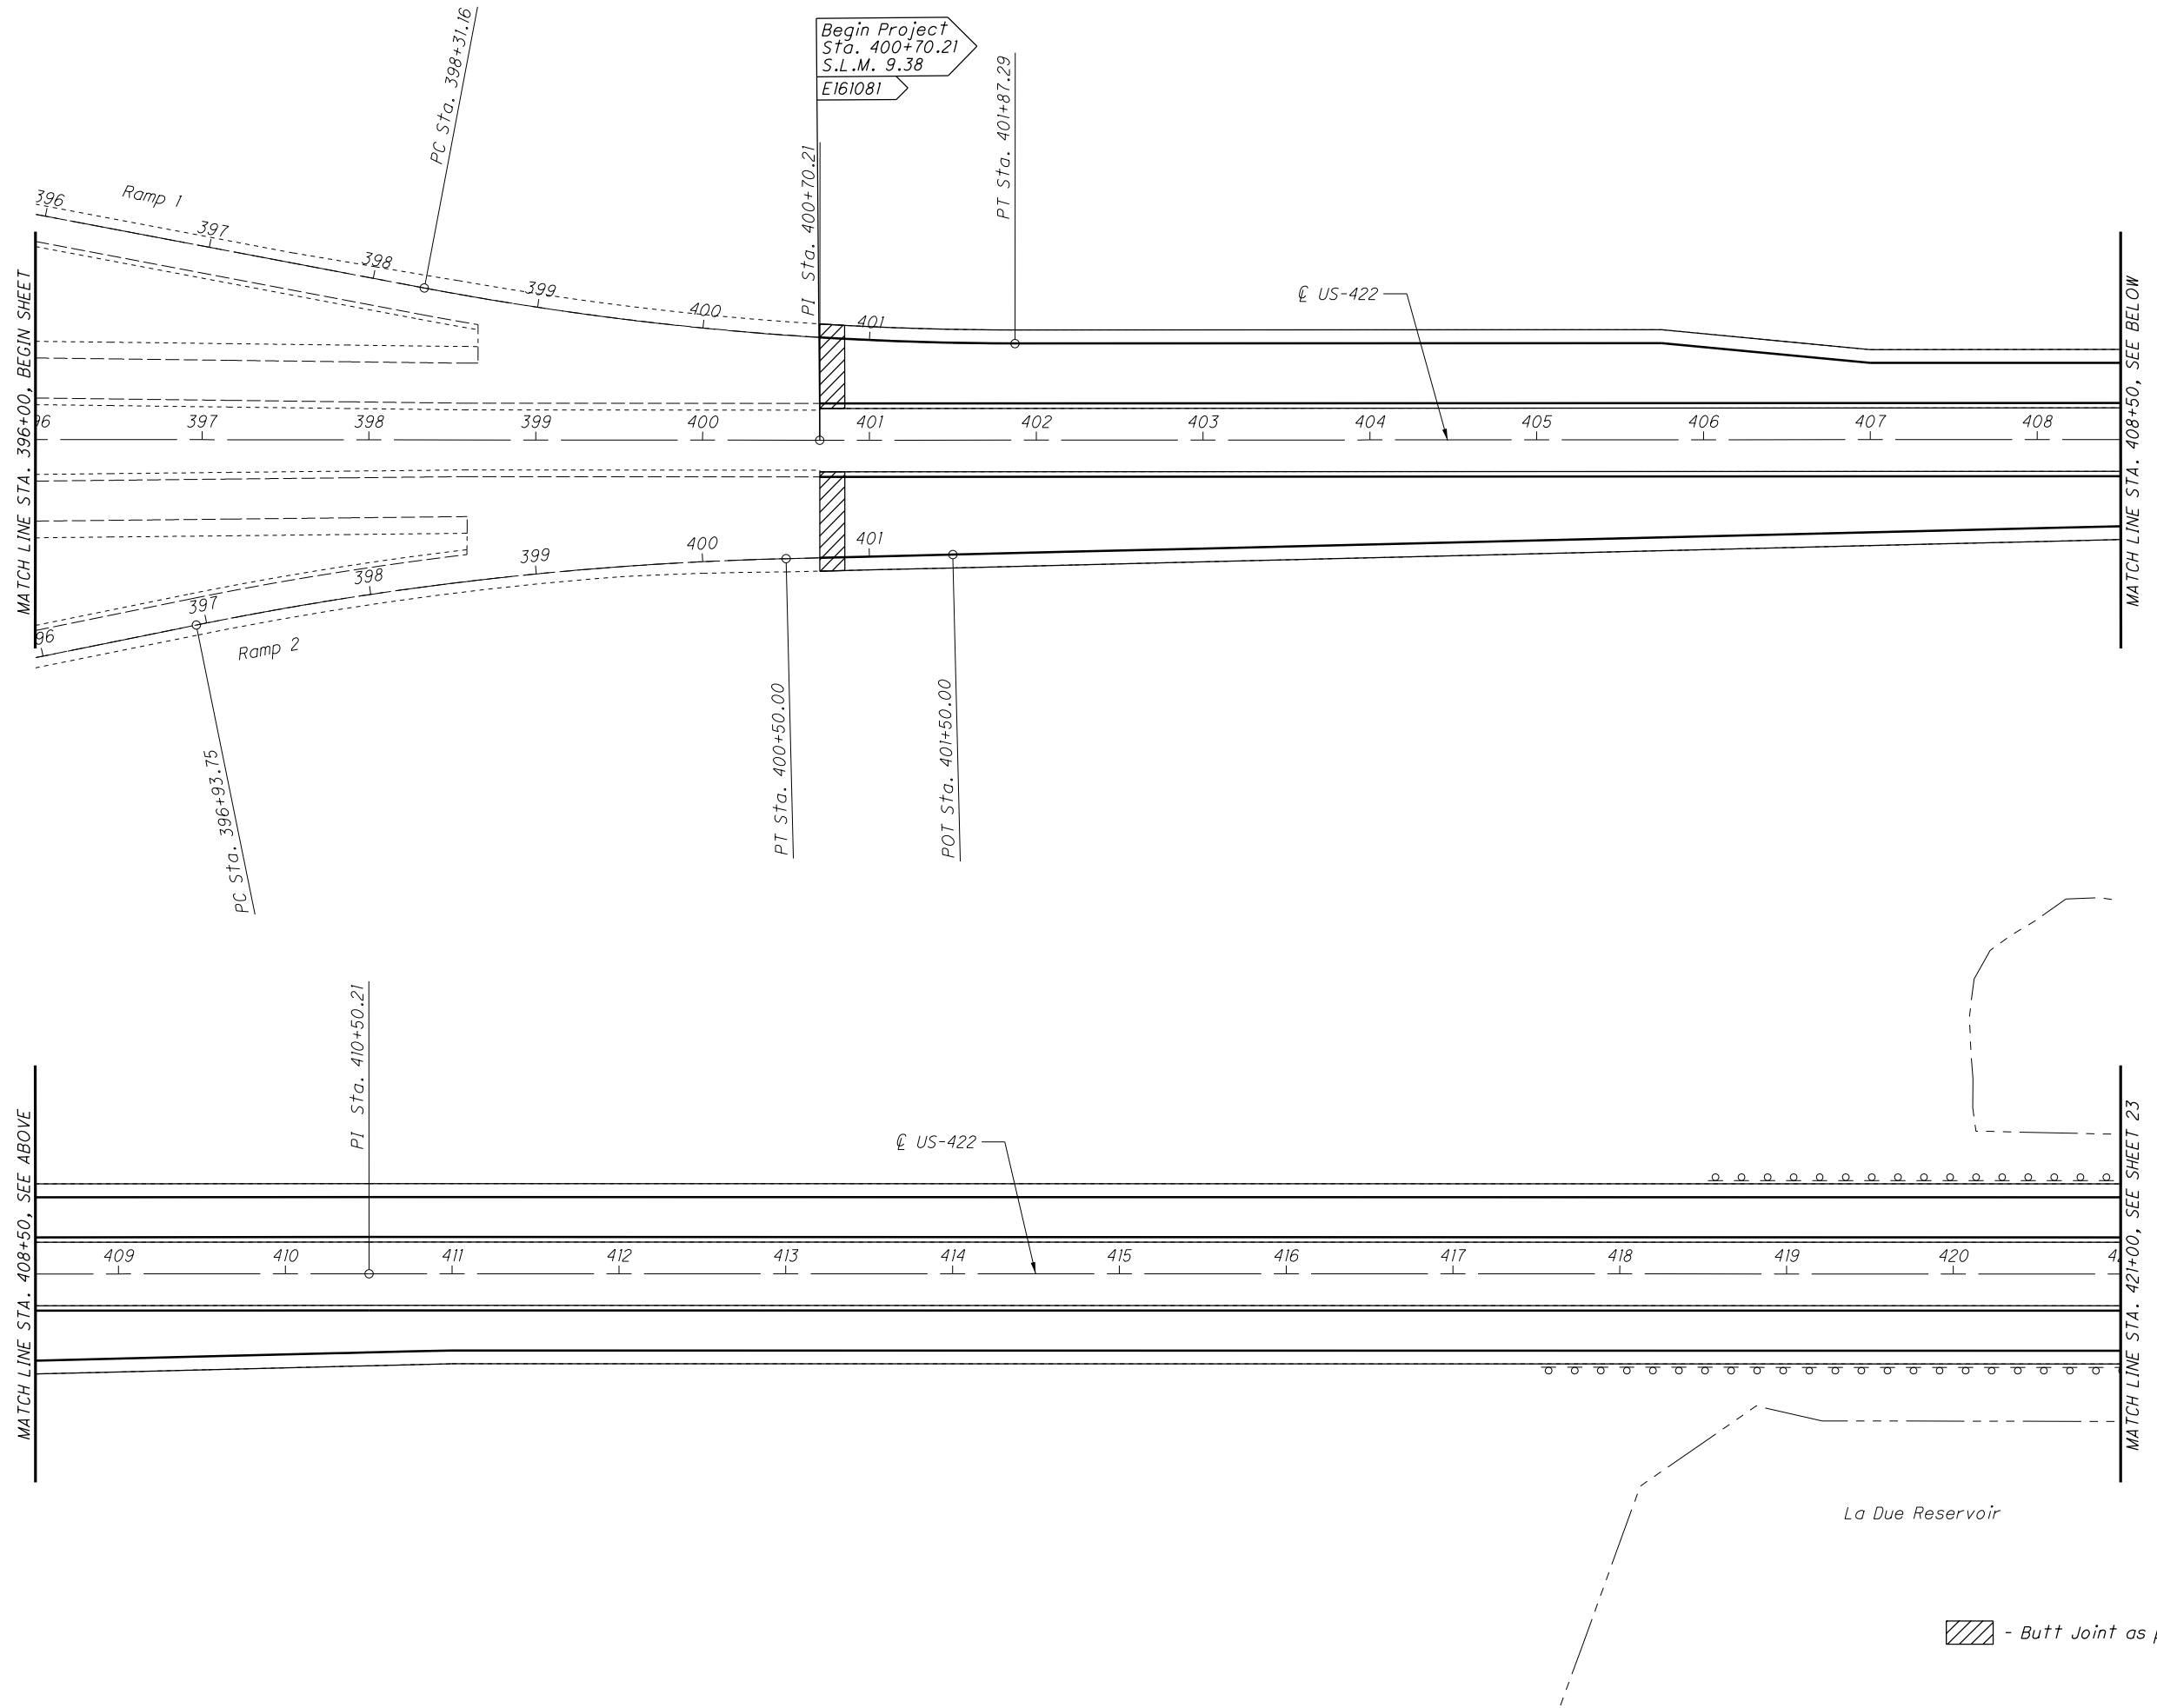 Begin Project
Sta. 400+70.21
S.L.M. 9.38
E161081
PC Sta. 398+31.16
PI Sta. 400+70.21
PT Sta. 401+87.29
Ramp 1
396
397
398
399
400
401
℄ US-422
MATCH LINE STA. 396+00, BEGIN SHEET
MATCH LINE STA. 408+50, SEE BELOW
96 397 398 399 400 401 402 403 404 405 406 407 408
96
397
398
399
400
401
Ramp 2
PC Sta. 396+93.75
PT Sta. 400+50.00
POT Sta. 401+50.00
PI Sta. 410+50.21
℄ US-422
MATCH LINE STA. 408+50, SEE ABOVE
MATCH LINE STA. 421+00, SEE SHEET 23
409 410 411 412 413 414 415 416 417 418 419 420
La Due Reservoir
- Butt Joint as